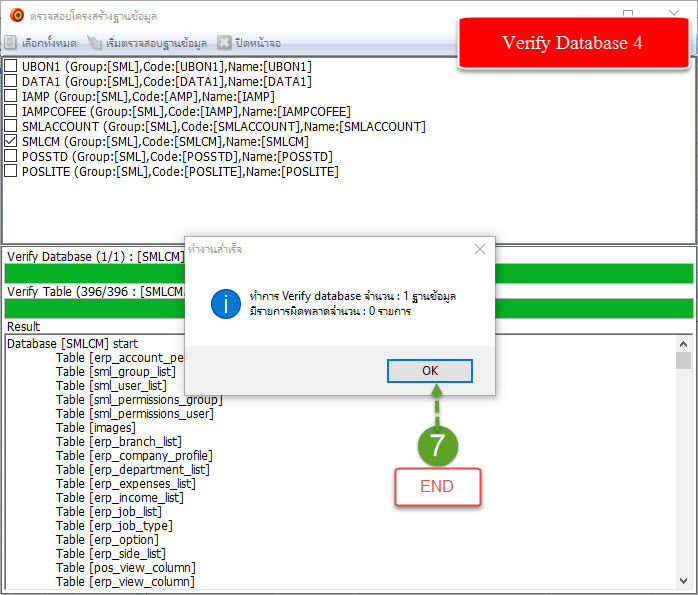 ตรวจสอบโครงสร้างฐานข้อมูล
Verify Database 4
เลือกทั้งหมด เริ่มตรวจสอบฐานข้อมูล ปิดหน้าจอ
UBON1 (Group:[SML],Code:[UBON1],Name:[UBON1]
DATA1 (Group:[SML],Code:[DATA1],Name:[DATA1]
IAMP (Group:[SML],Code:[AMP],Name:[IAMP]
IAMPCOFEE (Group:[SML],Code:[IAMP],Name:[IAMPCOFEE]
SMLACCOUNT (Group:[SML],Code:[SMLACCOUNT],Name:[SMLACCOUNT]
SMLCM (Group:[SML],Code:[SMLCM],Name:[SMLCM]
POSSTD (Group:[SML],Code:[POSSTD],Name:[POSSTD]
POSLITE (Group:[SML],Code:[POSLITE],Name:[POSLITE]
ทำงานสำเร็จ
ทำการ Verify database จำนวน : 1 ฐานข้อมูล
มีรายการผิดพลาดจำนวน : 0 รายการ
OK
7
END
Verify Database (1/1) : [SMLCM]
Verify Table (396/396 : [SMLCM.
Result
Database [SMLCM] start
Table [erp_account_pe
Table [sml_group_list]
Table [sml_user_list]
Table [sml_permissions_group]
Table [sml_permissions_user]
Table [images]
Table [erp_branch_list]
Table [erp_company_profile]
Table [erp_department_list]
Table [erp_expenses_list]
Table [erp_income_list]
Table [erp_job_list]
Table [erp_job_type]
Table [erp_option]
Table [erp_side_list]
Table [pos_view_column]
Table [erp_view_column]